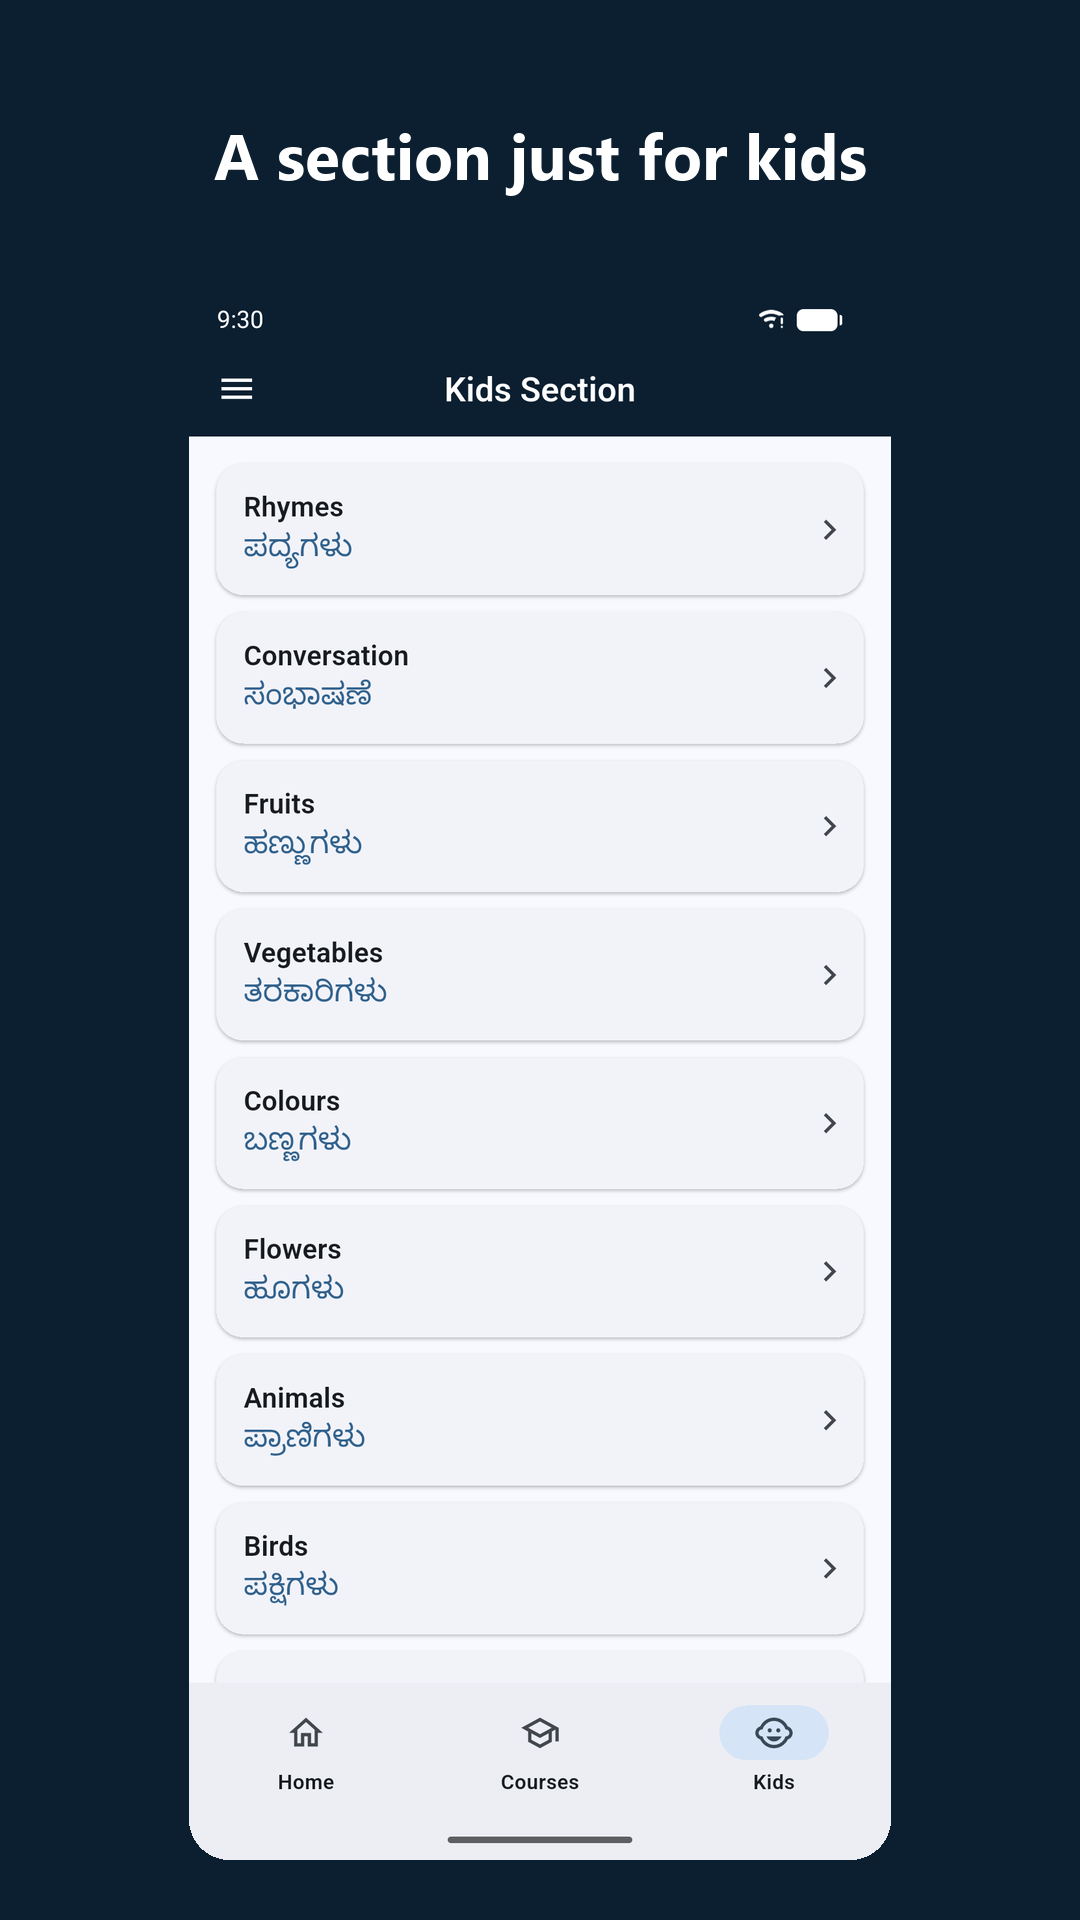 A section just for kids
9:30
Kids Section
Rhymes
ಪದ್ಯಗಳು
Conversation
ಸಂಭಾಷಣೆ
Fruits
ಹಣ್ಣುಗಳು
Vegetables
ತರಕಾರಿಗಳು
Colours
ಬಣ್ಣಗಳು
Flowers
ಹೂಗಳು
Animals
ಪ್ರಾಣಿಗಳು
Birds
ಪಕ್ಷಿಗಳು
Home Courses Kids